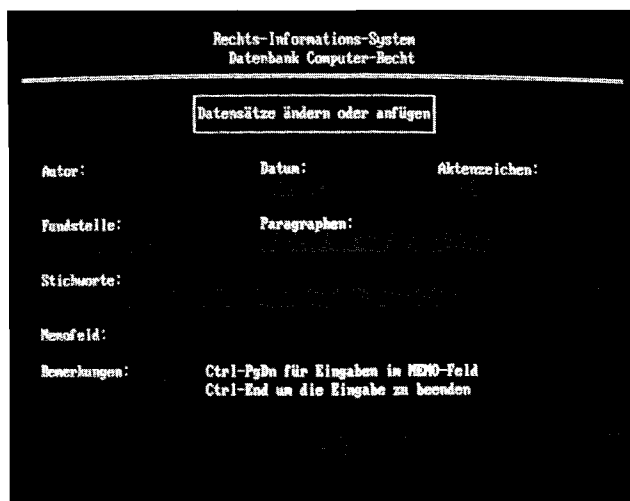 Rechts-Informations-System
Datenbank Computer-Recht
Datensätze ändern oder anfügen
Autor: Datum: Aktenzeichen:
Fundstelle: Paragraphen:
Stichworte:
Memofeld:
Bemerkungen: Ctrl-PgDn für Eingaben im MEMO-Feld
Ctrl-End um die Eingabe zu beenden